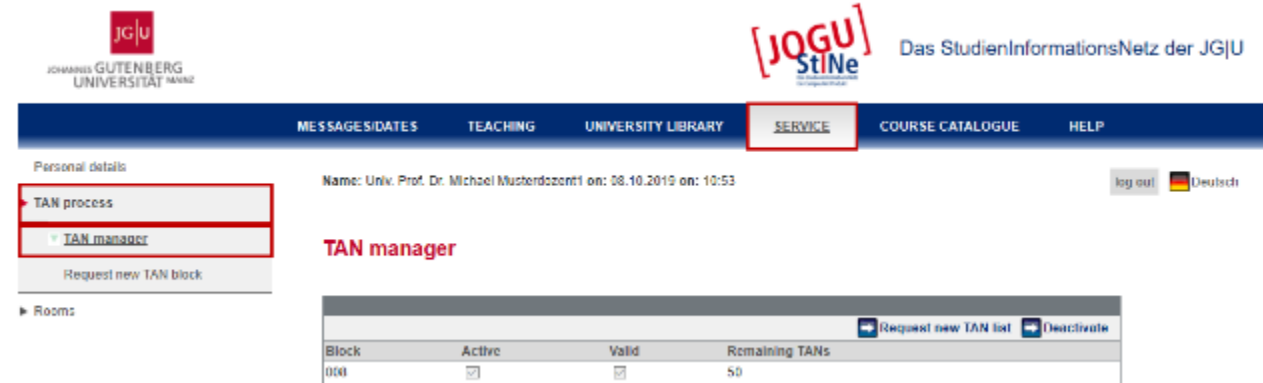 JG|U
JOHANNES GUTENBERG
UNIVERSITÄT MAINZ
[JOGU
StINe]
Das StudienInformationsNetz der JG|U
MESSAGES/DATES TEACHING UNIVERSITY LIBRARY SERVICE COURSE CATALOGUE HELP
Personal details
Name: Univ. Prof. Dr. Michael Musterdozent1 on: 08.10.2019 on: 10:53
log out Deutsch
TAN process
TAN manager
Request new TAN block
Rooms
TAN manager
Request new TAN list Deactivate
Block Active Valid Remaining TANs
008 50